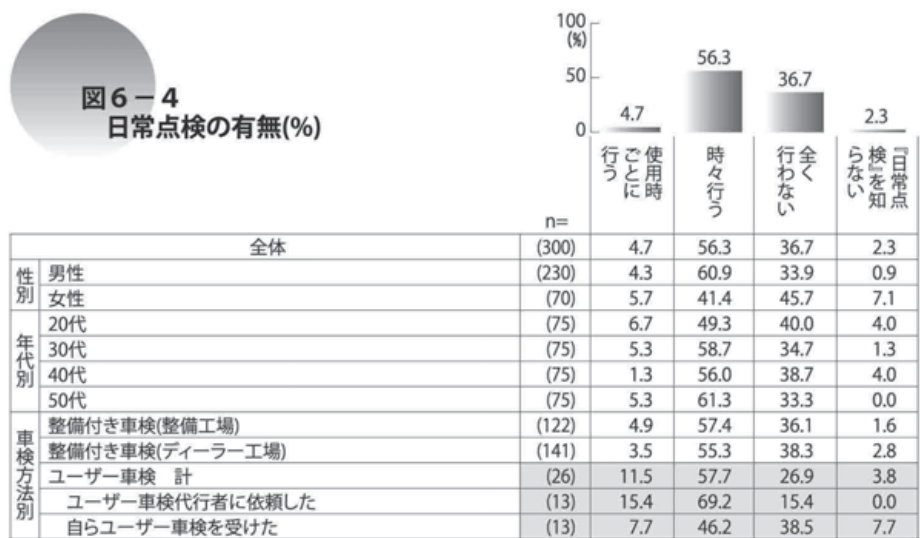 図6－4
日常点検の有無(%)
100
(%)
50
0
4.7
56.3
36.7
2.3
使用時
ごとに
行う
時々行う
全く
行わない
『日常点
検』を知
らない
n=
全体 (300) 4.7 56.3 36.7 2.3
性別
男性 (230) 4.3 60.9 33.9 0.9
女性 (70) 5.7 41.4 45.7 7.1
年代別
20代 (75) 6.7 49.3 40.0 4.0
30代 (75) 5.3 58.7 34.7 1.3
40代 (75) 1.3 56.0 38.7 4.0
50代 (75) 5.3 61.3 33.3 0.0
車検方法別
整備付き車検(整備工場) (122) 4.9 57.4 36.1 1.6
整備付き車検(ディーラー工場) (141) 3.5 55.3 38.3 2.8
ユーザー車検 計 (26) 11.5 57.7 26.9 3.8
ユーザー車検代行者に依頼した (13) 15.4 69.2 15.4 0.0
自らユーザー車検を受けた (13) 7.7 46.2 38.5 7.7